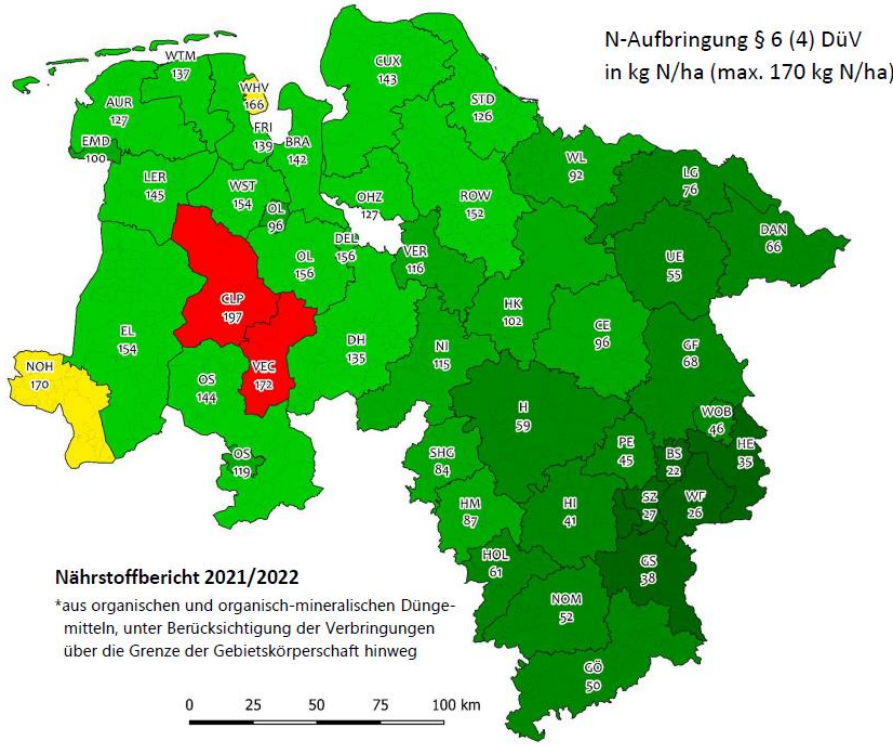 N-Aufbringung § 6 (4) DüV
in kg N/ha (max. 170 kg N/ha)
WTM
137
CUX
143
WHV
166
STD
126
AUR
127
FRI
139
BRA
142
EMD
100
WL
92
LG
76
LER
145
WST
154
OHZ
127
ROW
152
OL
96
DAN
66
DEL
156
VER
116
UE
55
OL
156
CLP
197
HK
102
CE
96
EL
154
DH
135
NI
115
GF
68
NOH
170
OS
144
VEC
172
H
59
WOB
46
OS
119
SHG
84
PE
45
BS
22
HE
35
HM
87
HI
41
SZ
27
WF
26
HOL
61
GS
38
NOM
52
GÖ
50
Nährstoffbericht 2021/2022
*aus organischen und organisch-mineralischen Dünge-
mitteln, unter Berücksichtigung der Verbringungen
über die Grenze der Gebietskörperschaft hinweg
0 25 50 75 100 km